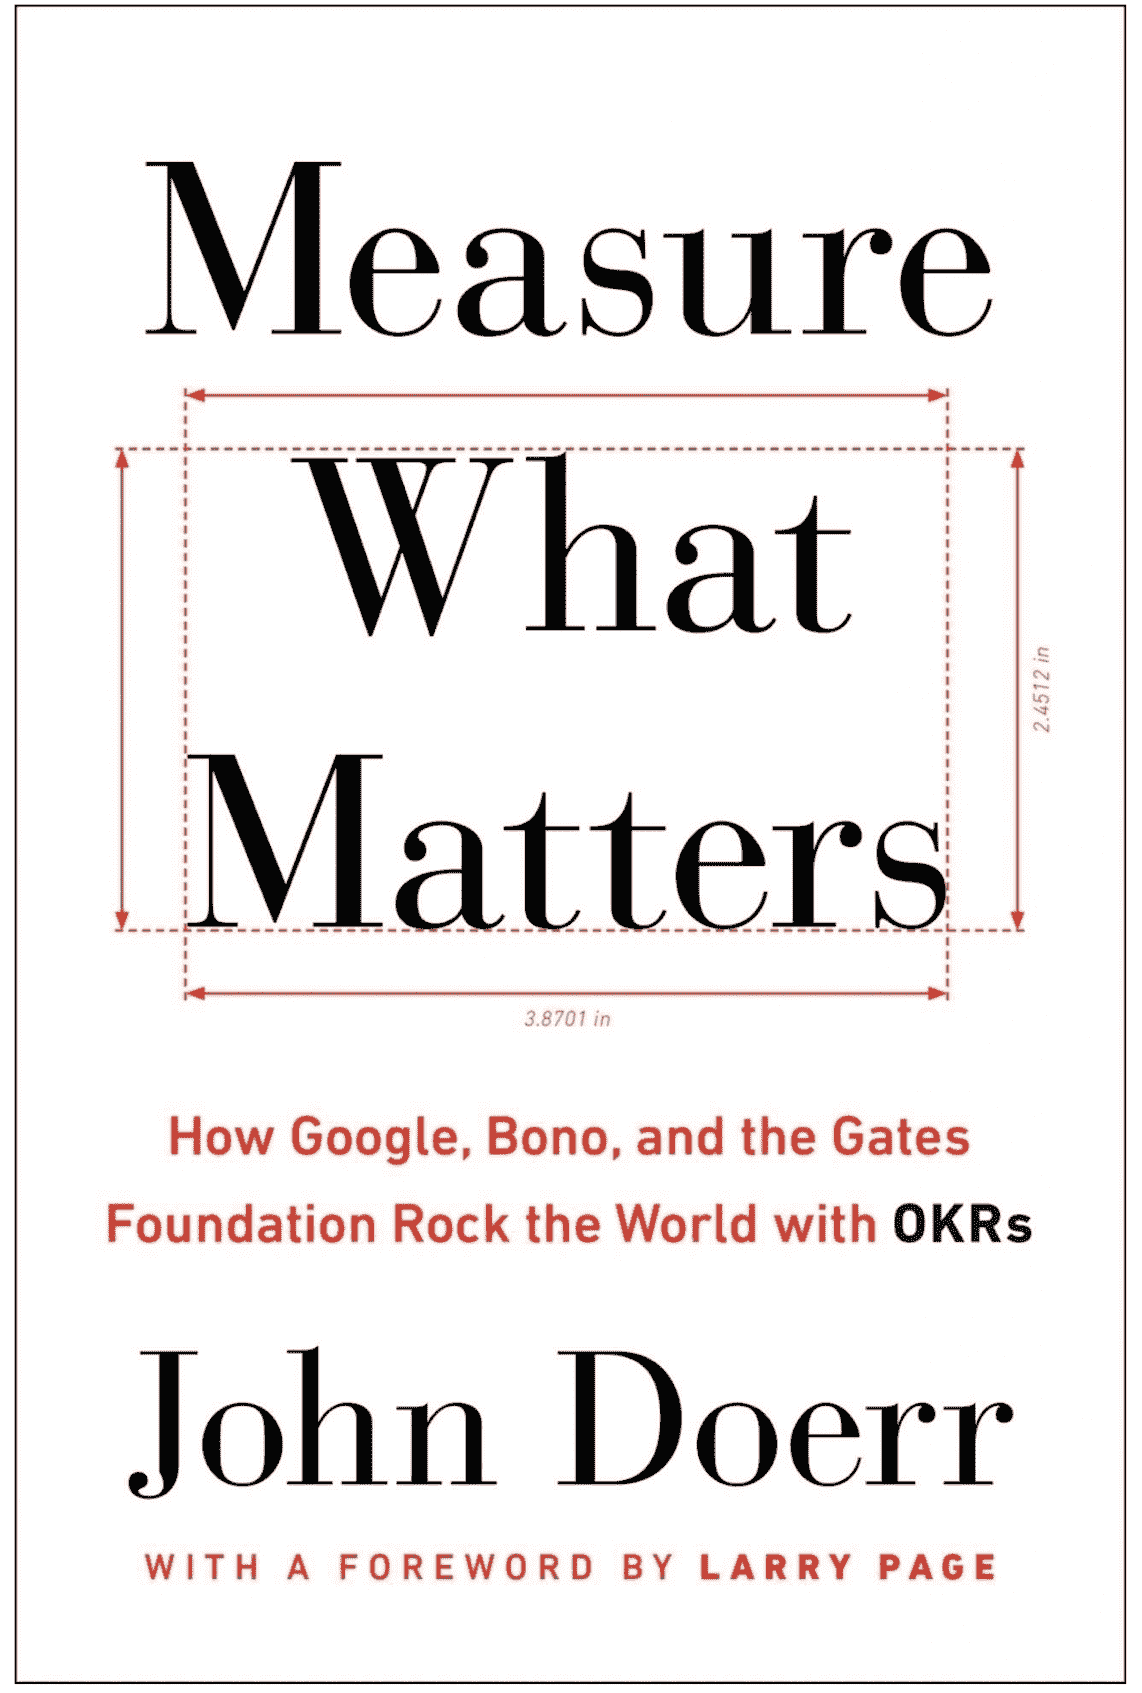 Measure
What
2.4512 in
Matters
3.8701 in
How Google, Bono, and the Gates
Foundation Rock the World with OKRs
John Doerr
WITH A FOREWORD BY LARRY PAGE